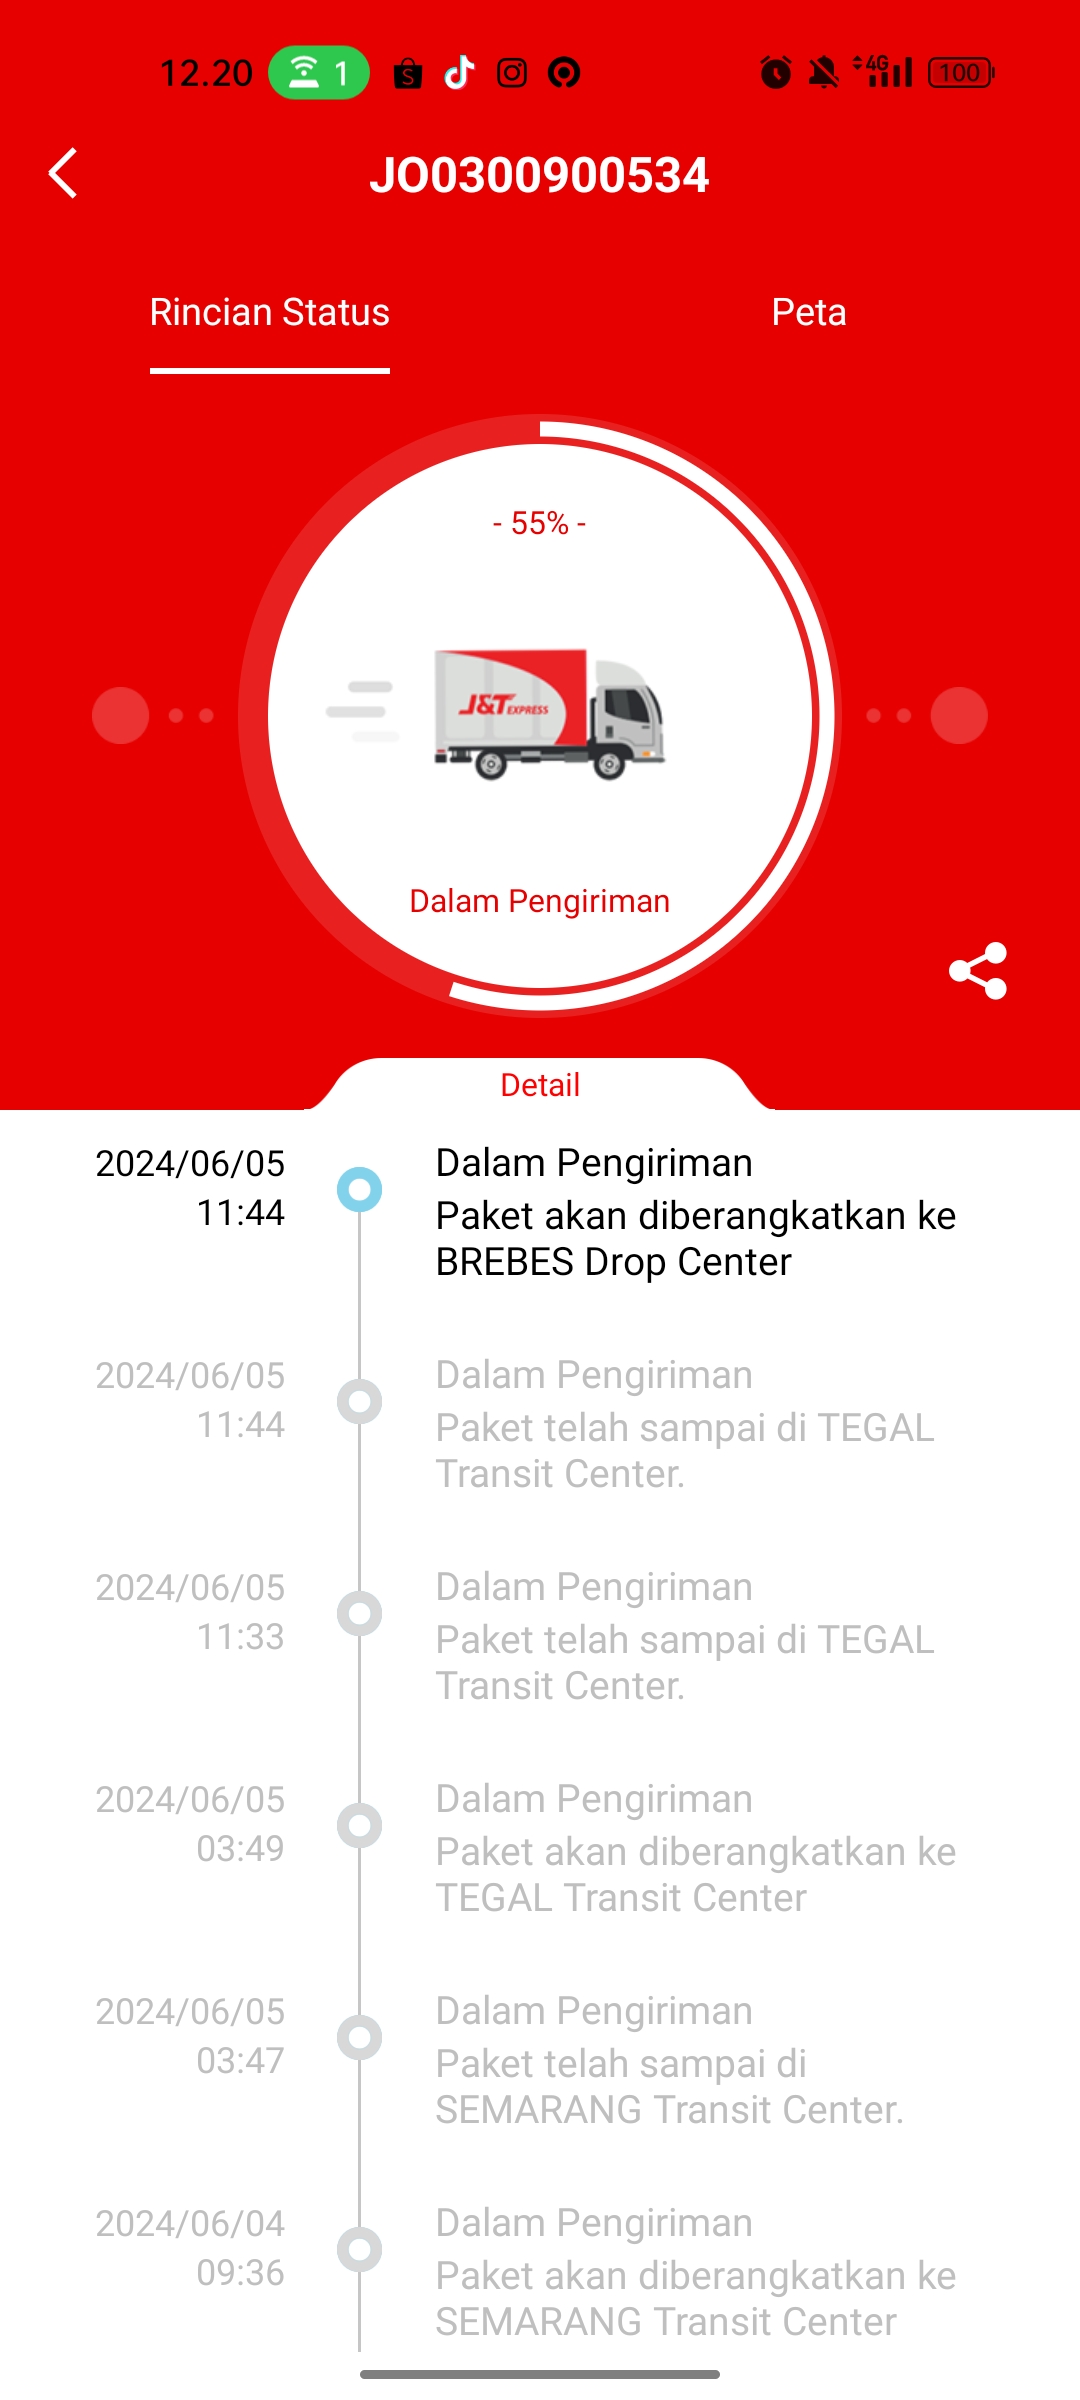 12.20 1 4G 100
JO0300900534
Rincian Status Peta
- 55% -
J&T EXPRESS
Dalam Pengiriman
Detail
2024/06/05 Dalam Pengiriman
11:44 Paket akan diberangkatkan ke
BREBES Drop Center
2024/06/05 Dalam Pengiriman
11:44 Paket telah sampai di TEGAL
Transit Center.
2024/06/05 Dalam Pengiriman
11:33 Paket telah sampai di TEGAL
Transit Center.
2024/06/05 Dalam Pengiriman
03:49 Paket akan diberangkatkan ke
TEGAL Transit Center
2024/06/05 Dalam Pengiriman
03:47 Paket telah sampai di
SEMARANG Transit Center.
2024/06/04 Dalam Pengiriman
09:36 Paket akan diberangkatkan ke
SEMARANG Transit Center